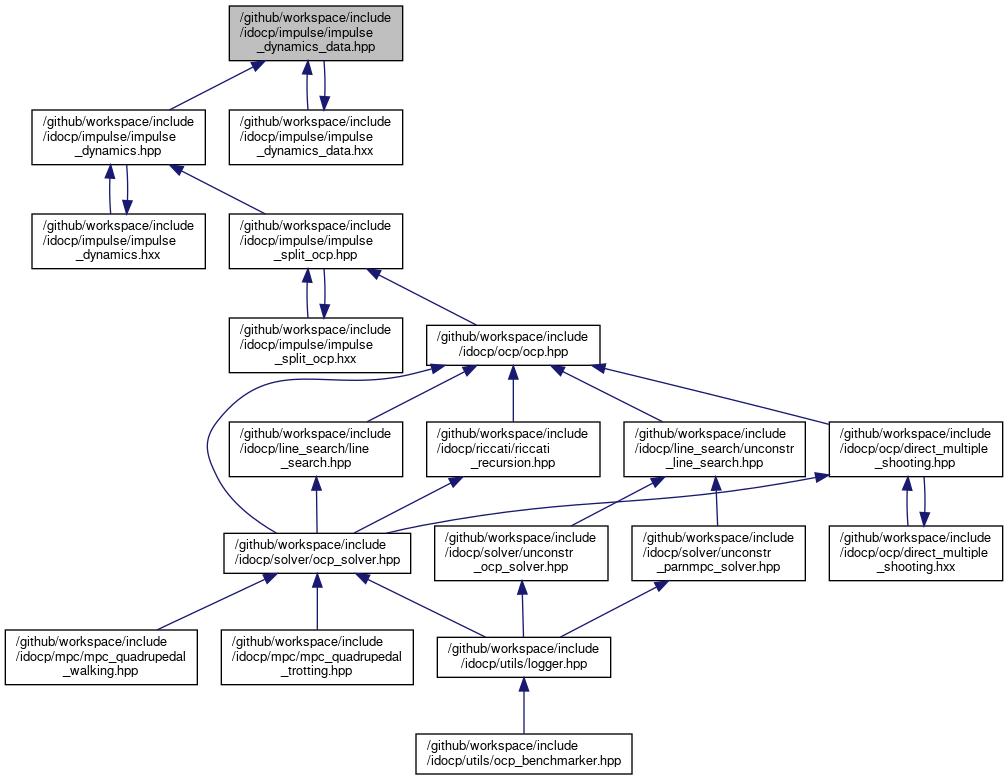 /github/workspace/include
/idocp/impulse/impulse
_dynamics_data.hpp
/github/workspace/include
/idocp/impulse/impulse
_dynamics.hpp
/github/workspace/include
/idocp/impulse/impulse
_dynamics_data.hxx
/github/workspace/include
/idocp/impulse/impulse
_dynamics.hxx
/github/workspace/include
/idocp/impulse/impulse
_split_ocp.hpp
/github/workspace/include
/idocp/impulse/impulse
_split_ocp.hxx
/github/workspace/include
/idocp/ocp/ocp.hpp
/github/workspace/include
/idocp/line_search/line
_search.hpp
/github/workspace/include
/idocp/riccati/riccati
_recursion.hpp
/github/workspace/include
/idocp/line_search/unconstr
_line_search.hpp
/github/workspace/include
/idocp/ocp/direct_multiple
_shooting.hpp
/github/workspace/include
/idocp/solver/ocp_solver.hpp
/github/workspace/include
/idocp/solver/unconstr
_ocp_solver.hpp
/github/workspace/include
/idocp/solver/unconstr
_parnmpc_solver.hpp
/github/workspace/include
/idocp/ocp/direct_multiple
_shooting.hxx
/github/workspace/include
/idocp/mpc/mpc_quadrupedal
_walking.hpp
/github/workspace/include
/idocp/mpc/mpc_quadrupedal
_trotting.hpp
/github/workspace/include
/idocp/utils/logger.hpp
/github/workspace/include
/idocp/utils/ocp_benchmarker.hpp